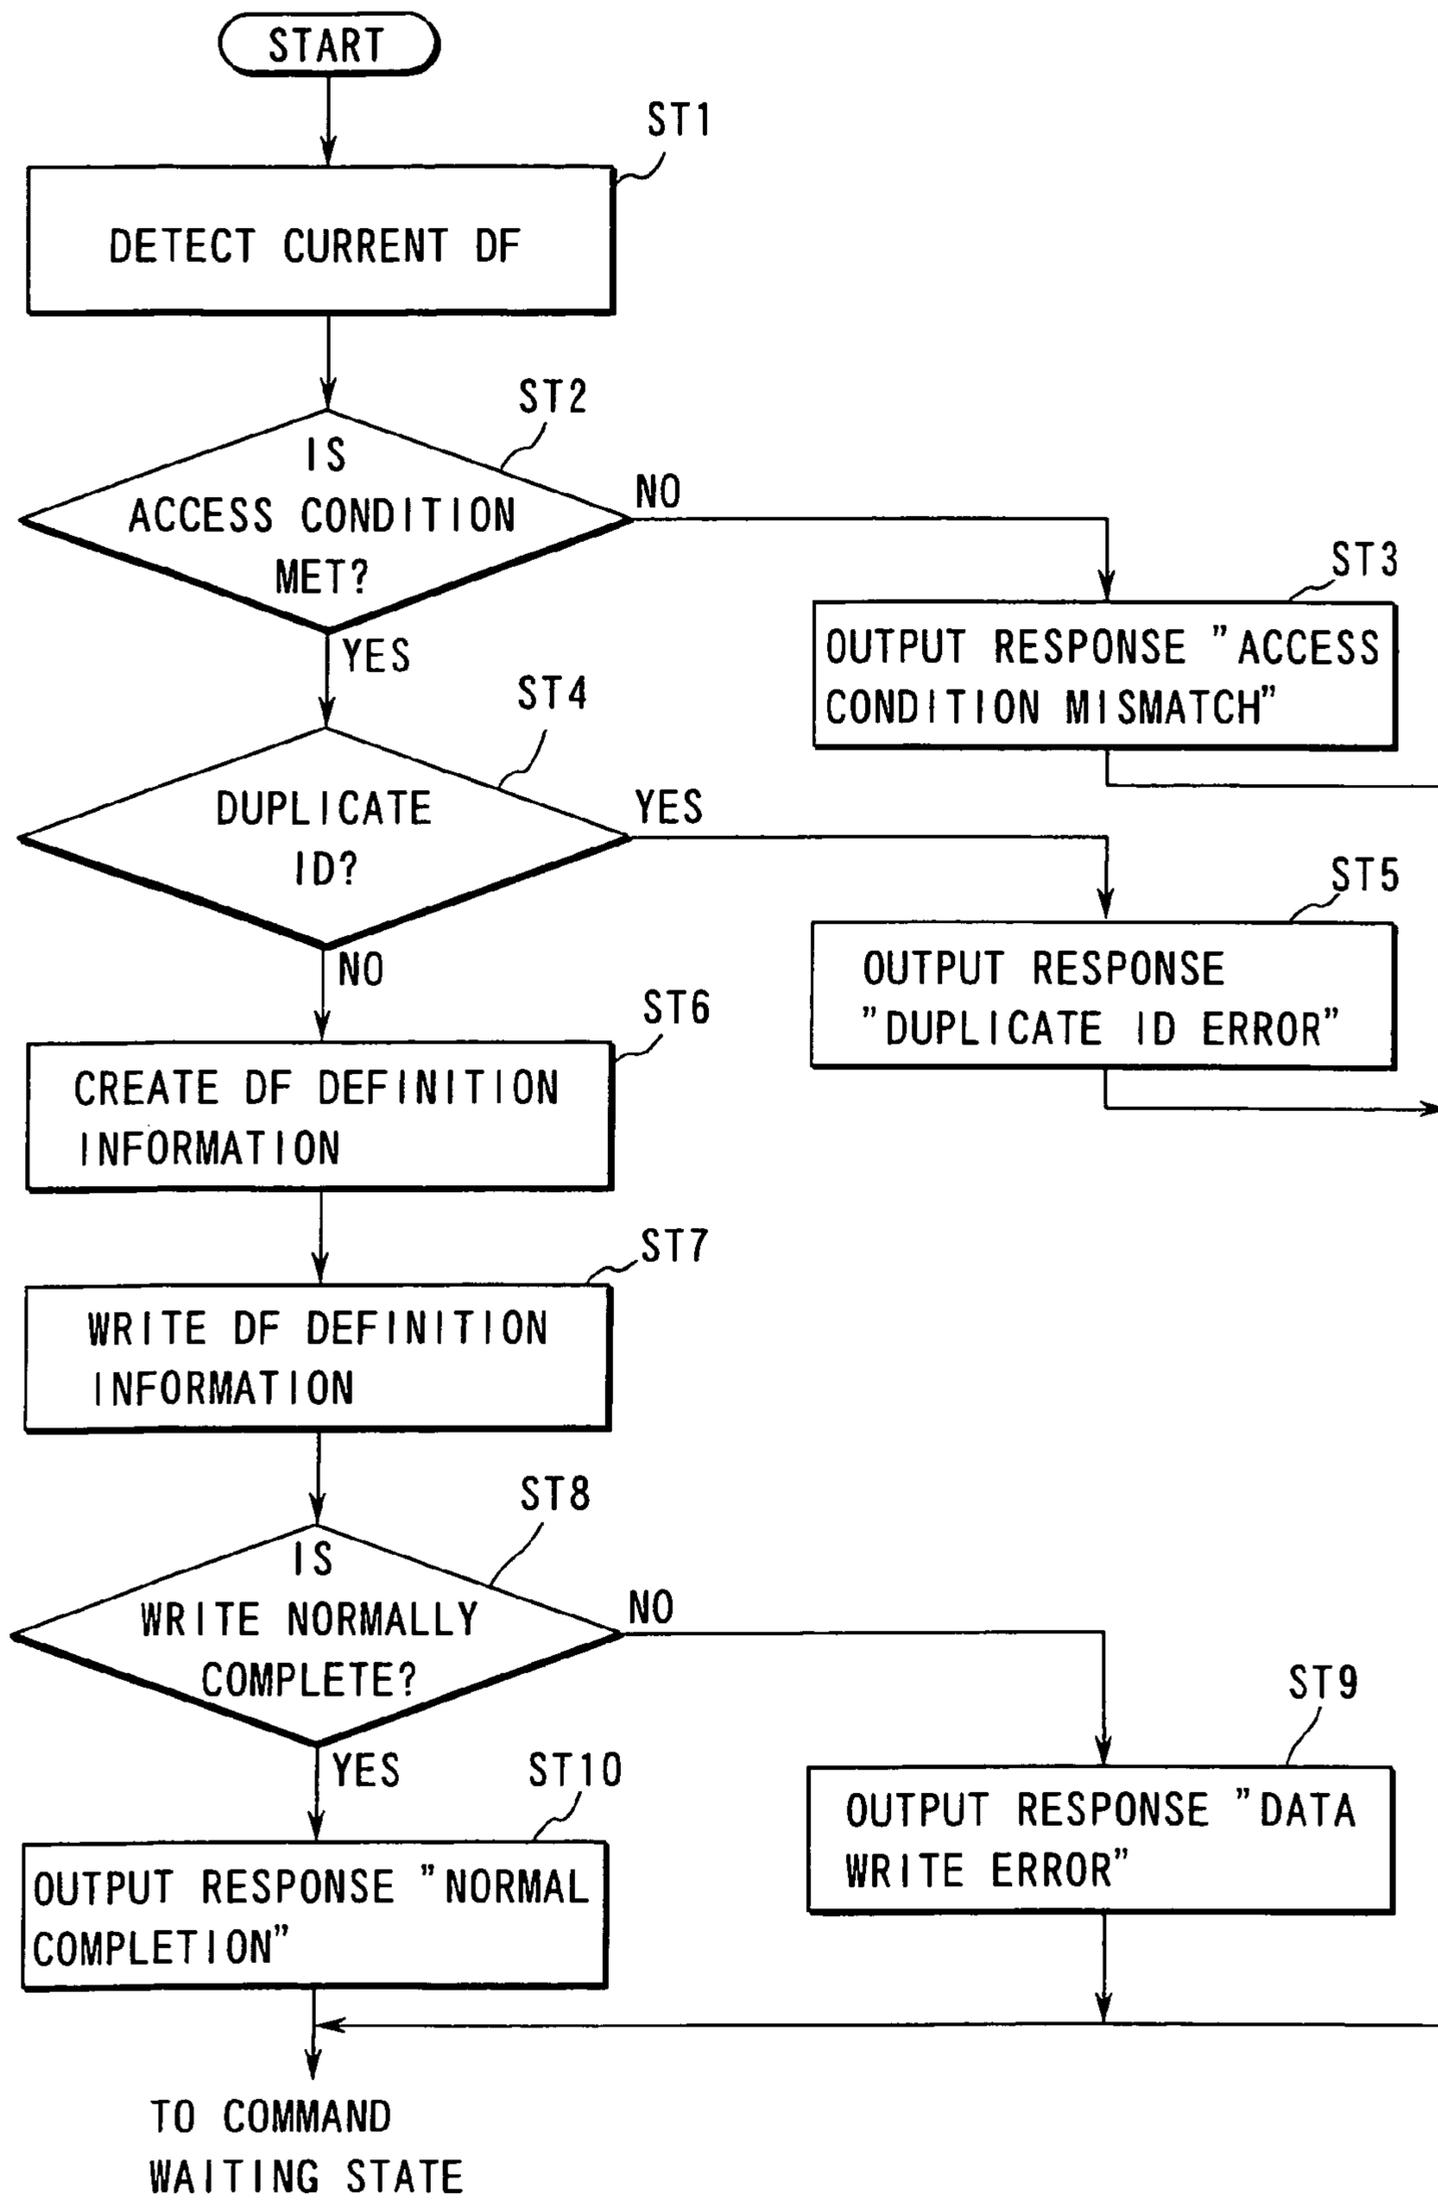 START
ST1
DETECT CURRENT DF
ST2
IS
ACCESS CONDITION
MET?
NO
YES
ST3
OUTPUT RESPONSE "ACCESS
CONDITION MISMATCH"
ST4
DUPLICATE
ID?
YES
NO
ST5
OUTPUT RESPONSE
"DUPLICATE ID ERROR"
ST6
CREATE DF DEFINITION
INFORMATION
ST7
WRITE DF DEFINITION
INFORMATION
ST8
IS
WRITE NORMALLY
COMPLETE?
NO
YES
ST9
OUTPUT RESPONSE "DATA
WRITE ERROR"
ST10
OUTPUT RESPONSE "NORMAL
COMPLETION"
TO COMMAND
WAITING STATE